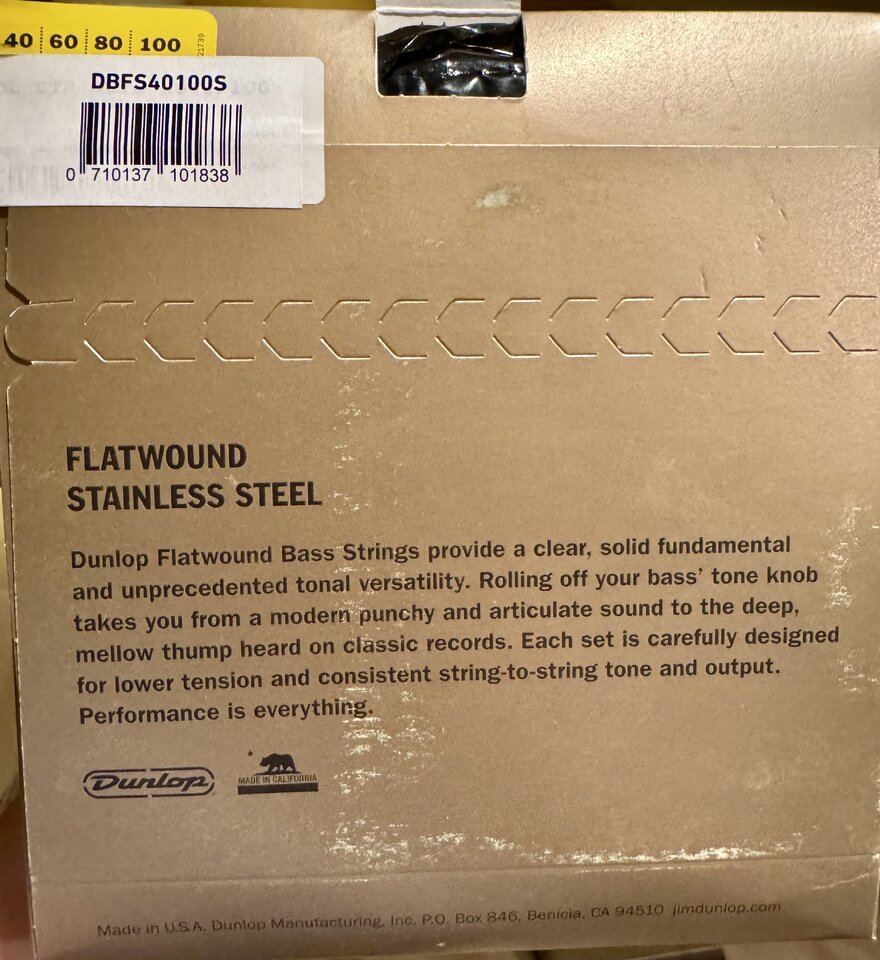 40 60 80 100
21739
DBFS40100S
0 710137 101838
FLATWOUND
STAINLESS STEEL
Dunlop Flatwound Bass Strings provide a clear, solid fundamental
and unprecedented tonal versatility. Rolling off your bass’ tone knob
takes you from a modern punchy and articulate sound to the deep,
mellow thump heard on classic records. Each set is carefully designed
for lower tension and consistent string-to-string tone and output.
Performance is everything.
Dunlop
MADE IN CALIFORNIA
Made in U.S.A. Dunlop Manufacturing, Inc. P.O. Box 846, Benicia, CA 94510 jimdunlop.com